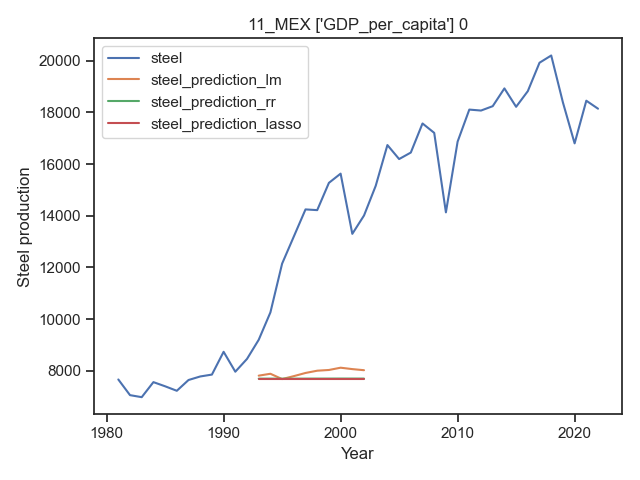 11_MEX ['GDP_per_capita'] 0
steel
steel_prediction_lm
steel_prediction_rr
steel_prediction_lasso
20000
18000
16000
14000
12000
10000
8000
Steel production
1980
1990
2000
2010
2020
Year